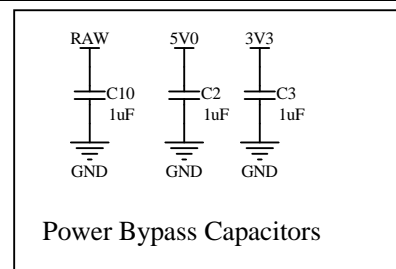 RAW 5V0 3V3
C10 C2 C3
1uF 1uF 1uF
GND GND GND
Power Bypass Capacitors